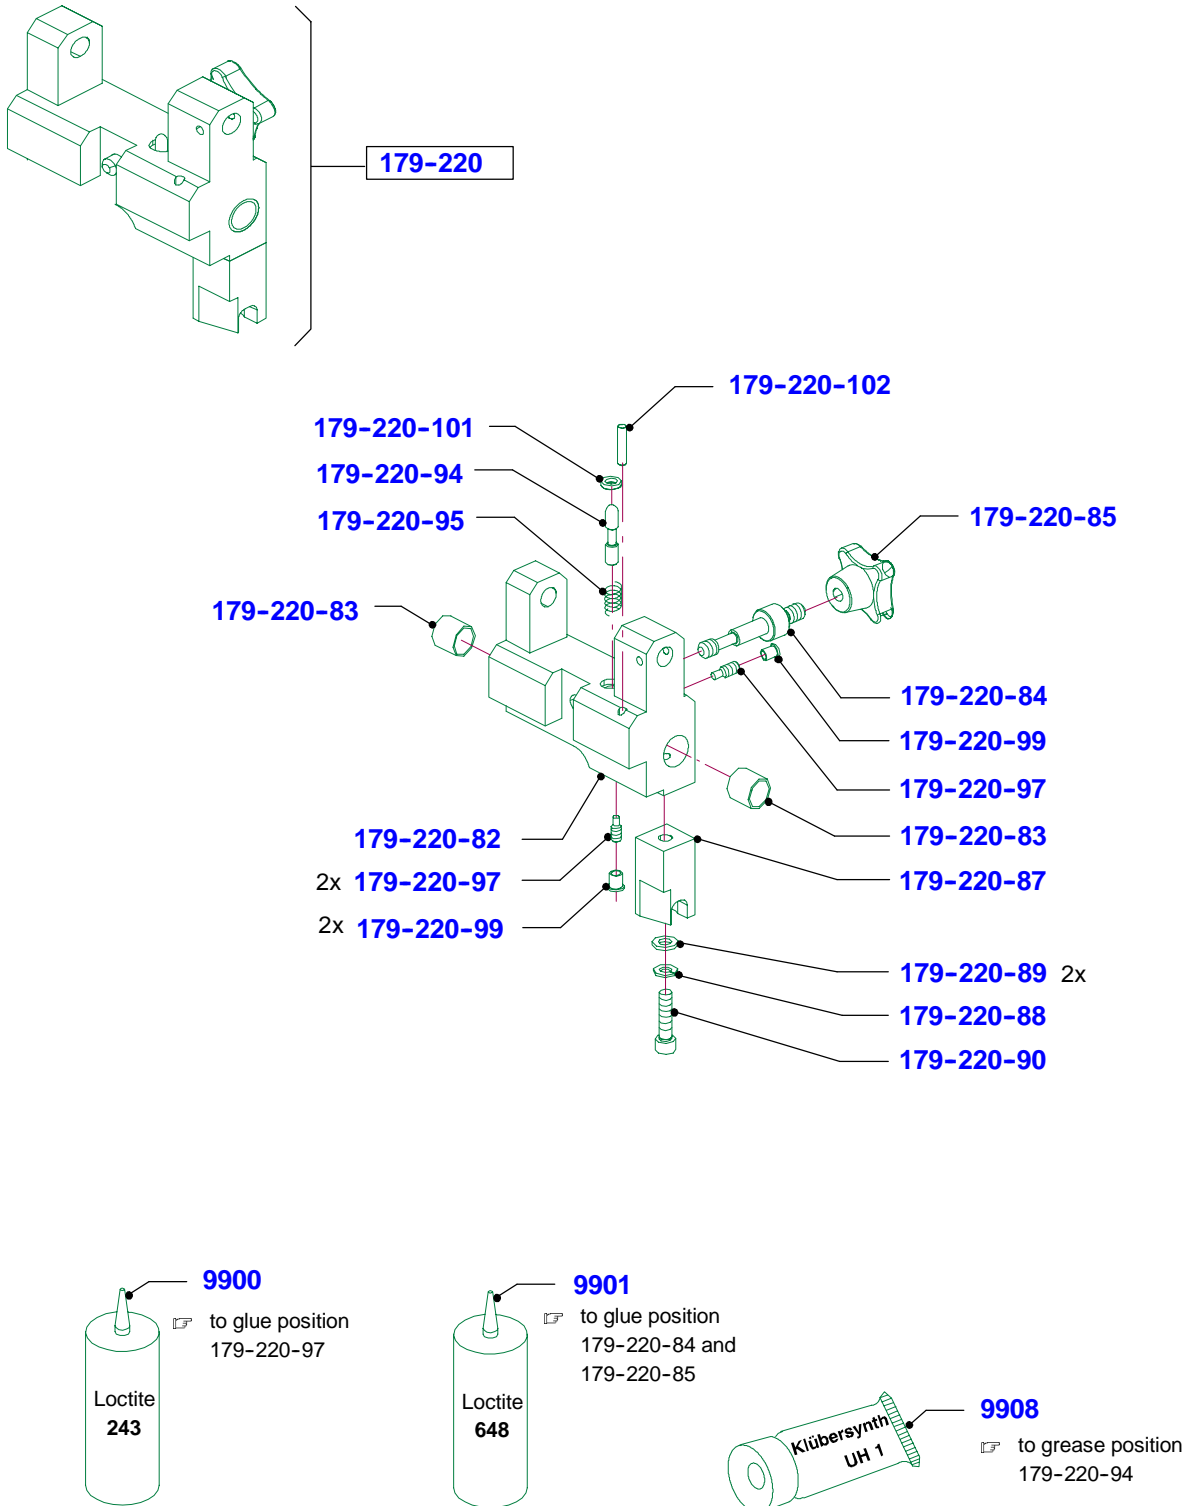 179-220
179-220-102
179-220-101
179-220-94
179-220-95
179-220-85
179-220-83
179-220-84
179-220-99
179-220-97
179-220-83
179-220-82
2x 179-220-97
179-220-87
2x 179-220-99
179-220-89 2x
179-220-88
179-220-90
9900
☞ to glue position
179-220-97
Loctite
243
9901
☞ to glue position
179-220-84 and
179-220-85
Loctite
648
Klübersynth
UH 1
9908
☞ to grease position
179-220-94